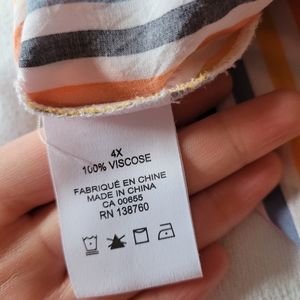 4X
100% VISCOSE
FABRIQUÉ EN CHINE
MADE IN CHINA
CA 00655
RN 138760